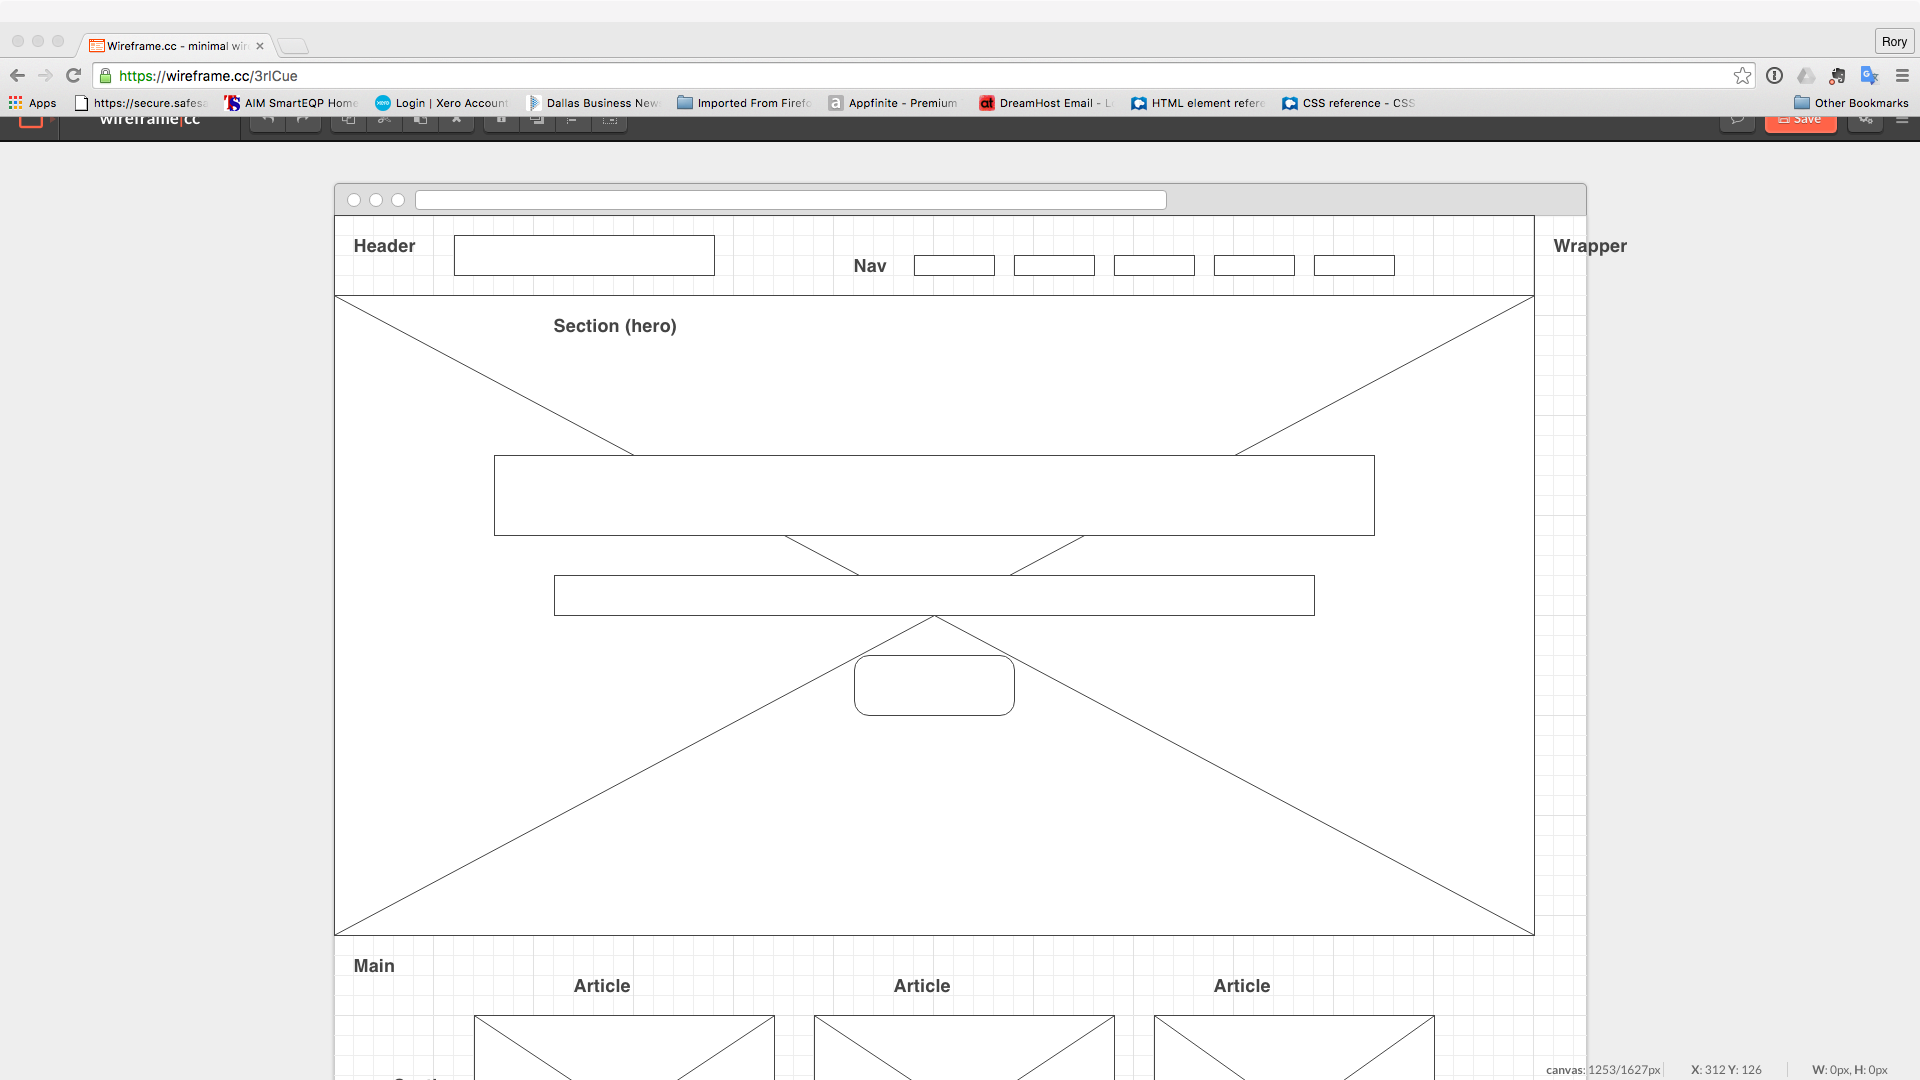 Rory
Wireframe.cc - minimal wir
https://wireframe.cc/3rlCue
Apps https://secure.safesa AIM SmartEQP Home Login | Xero Account Dallas Business New Imported From Firefo Appfinite - Premium DreamHost Email - L HTML element refere CSS reference - CSS Other Bookmarks
wireframe|cc Save
Header Nav Wrapper
Section (hero)
Main
Article Article Article
canvas: 1253/1627px X: 312 Y: 126 W: 0px, H: 0px